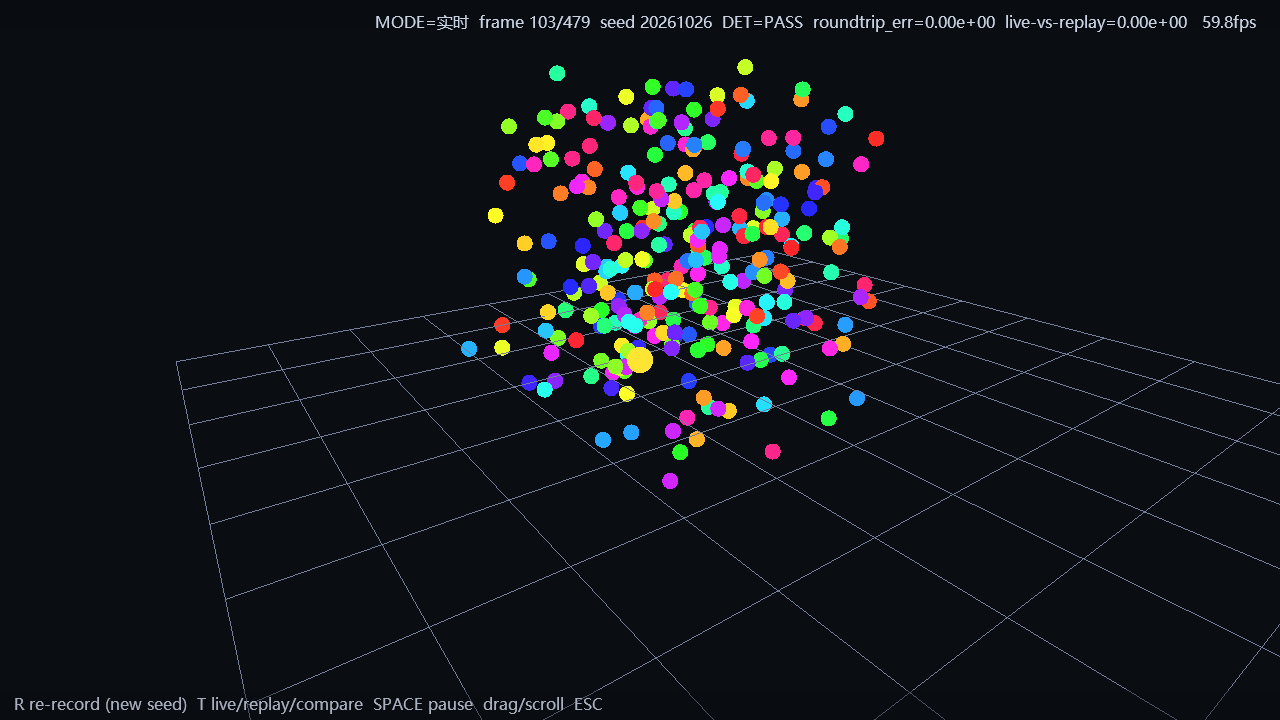 MODE=实时 frame 103/479 seed 20261026 DET=PASS roundtrip_err=0.00e+00 live-vs-replay=0.00e+00 59.8fps
R re-record (new seed) T live/replay/compare SPACE pause drag/scroll ESC